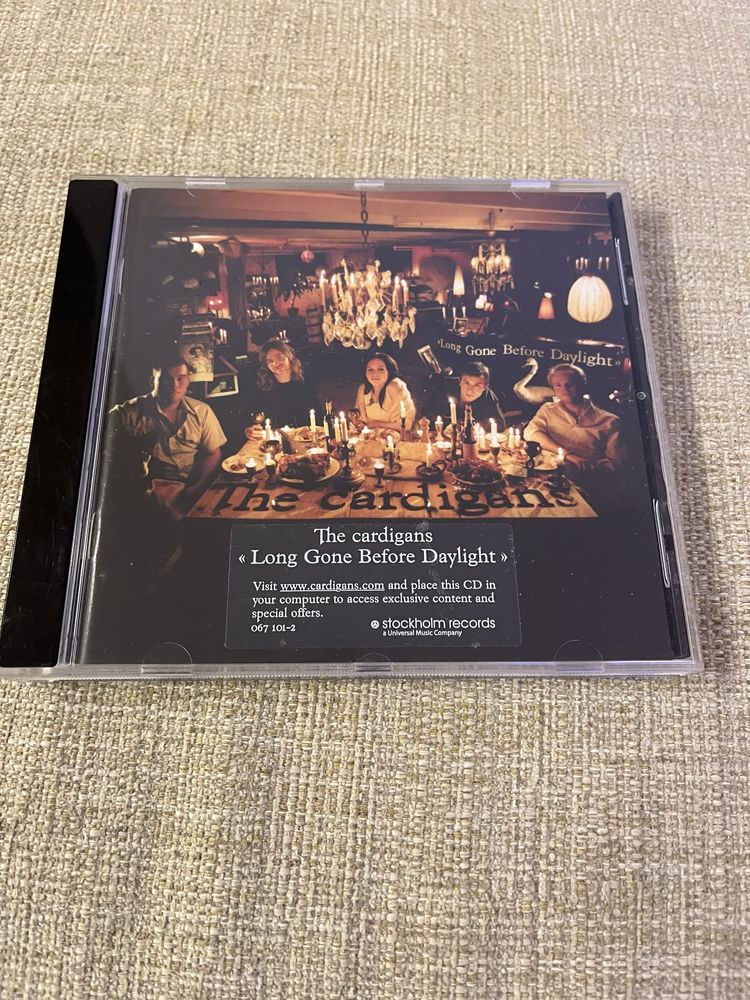 «Long Gone Before Daylight»
The cardigans
The cardigans
« Long Gone Before Daylight »
Visit www.cardigans.com and place this CD in
your computer to access exclusive content and
special offers.
067 101-2
stockholm records
a Universal Music Company